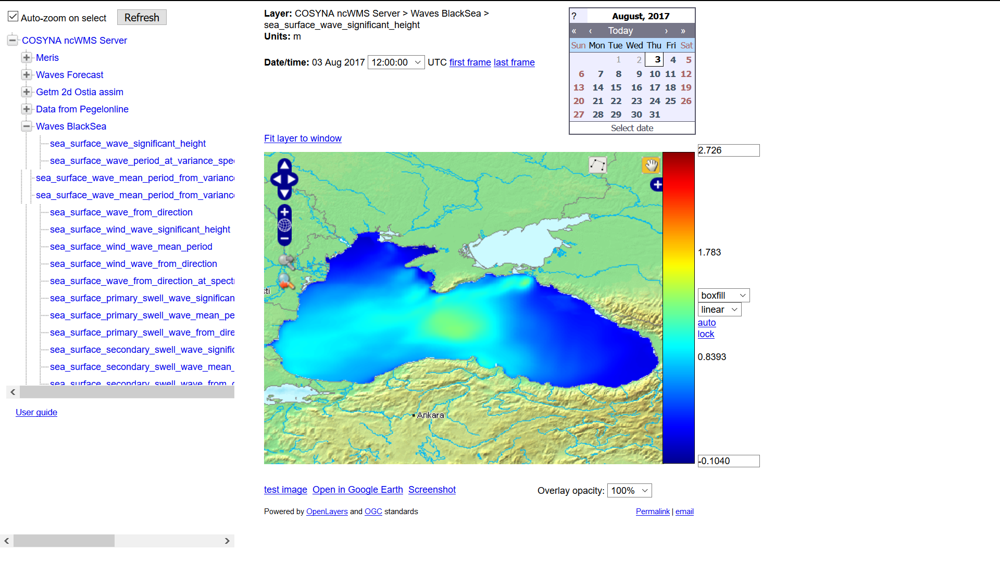 Auto-zoom on select Refresh
COSYNA ncWMS Server
Meris
Waves Forecast
Getm 2d Ostia assim
Data from Pegelonline
Waves BlackSea
sea_surface_wave_significant_height
sea_surface_wave_period_at_variance_spe
sea_surface_wave_mean_period_from_variance
sea_surface_wave_mean_period_from_variance
sea_surface_wave_from_direction
sea_surface_wind_wave_significant_height
sea_surface_wind_wave_mean_period
sea_surface_wind_wave_from_direction
sea_surface_wave_from_direction_at_spect
sea_surface_primary_swell_wave_significan
sea_surface_primary_swell_wave_mean_pe
sea_surface_primary_swell_wave_from_dire
sea_surface_secondary_swell_wave_signific
sea_surface_secondary_swell_wave_mean_
sea_surface_secondary_swell_wave_from_
User guide
Layer: COSYNA ncWMS Server > Waves BlackSea >
sea_surface_wave_significant_height
Units: m
Date/time: 03 Aug 2017 12:00:00 UTC first frame last frame
? August, 2017
« ‹ Today › »
Sun Mon Tue Wed Thu Fri Sat
1 2 3 4 5
6 7 8 9 10 11 12
13 14 15 16 17 18 19
20 21 22 23 24 25 26
27 28 29 30 31
Select date
Fit layer to window
sti
Ankara
2.726
1.783
boxfill
linear
auto
lock
0.8393
-0.1040
test image Open in Google Earth Screenshot
Overlay opacity: 100%
Powered by OpenLayers and OGC standards
Permalink | email